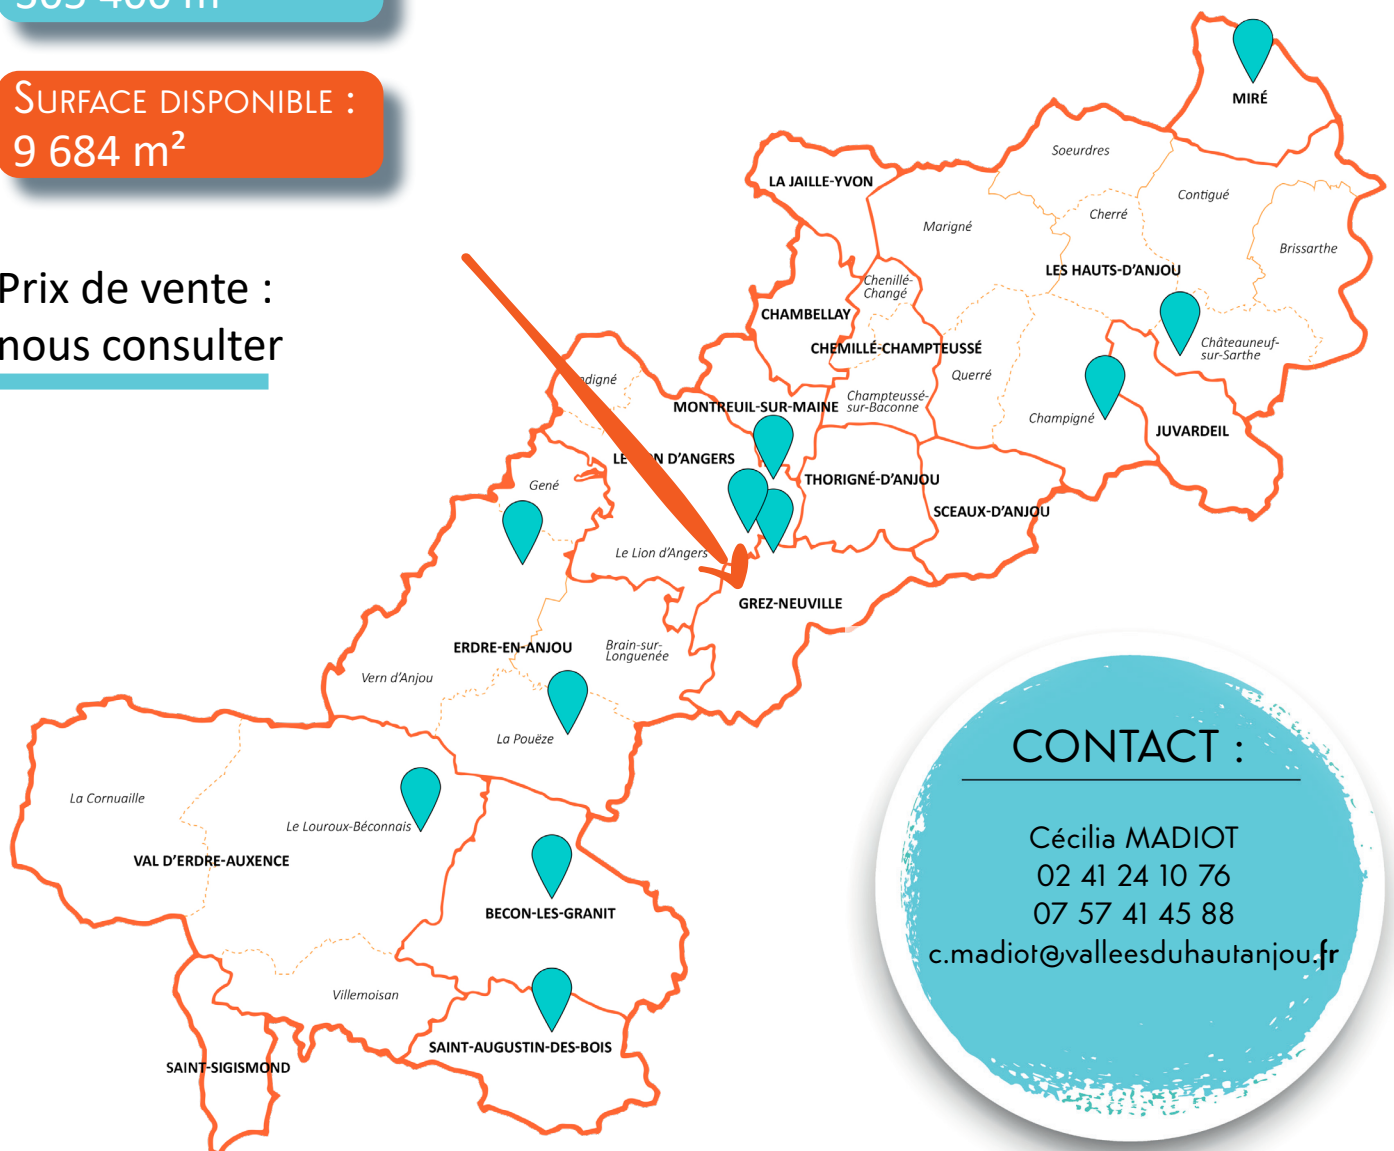 SURFACE DISPONIBLE :
9 684 m²
Prix de vente :
nous consulter
MIRÉ
Soeurdres
LA JAILLE-YVON
Contigué
Marigné
Cherré
Brissarthe
LES HAUTS-D'ANJOU
Chenillé-
Changé
CHAMBELLAY
CHEMILLÉ-CHAMPTEUSSÉ
Châteauneuf-
sur-Sarthe
Querré
Champteussé-
sur-Baconne
MONTREUIL-SUR-MAINE
Champigné
JUVARDEIL
D'ANGERS
THORIGNÉ-D'ANJOU
Gené
SCEAUX-D'ANJOU
Le Lion d'Angers
GREZ-NEUVILLE
ERDRE-EN-ANJOU
Brain-sur-
Longuenée
Vern d'Anjou
La Pouëze
La Cornuaille
Le Louroux-Béconnais
VAL D'ERDRE-AUXENCE
BECON-LES-GRANIT
Villemoisan
SAINT-AUGUSTIN-DES-BOIS
SAINT-SIGISMOND
CONTACT :
Cécilia MADIOT
02 41 24 10 76
07 57 41 45 88
c.madiot@valleesduhautanjou.fr